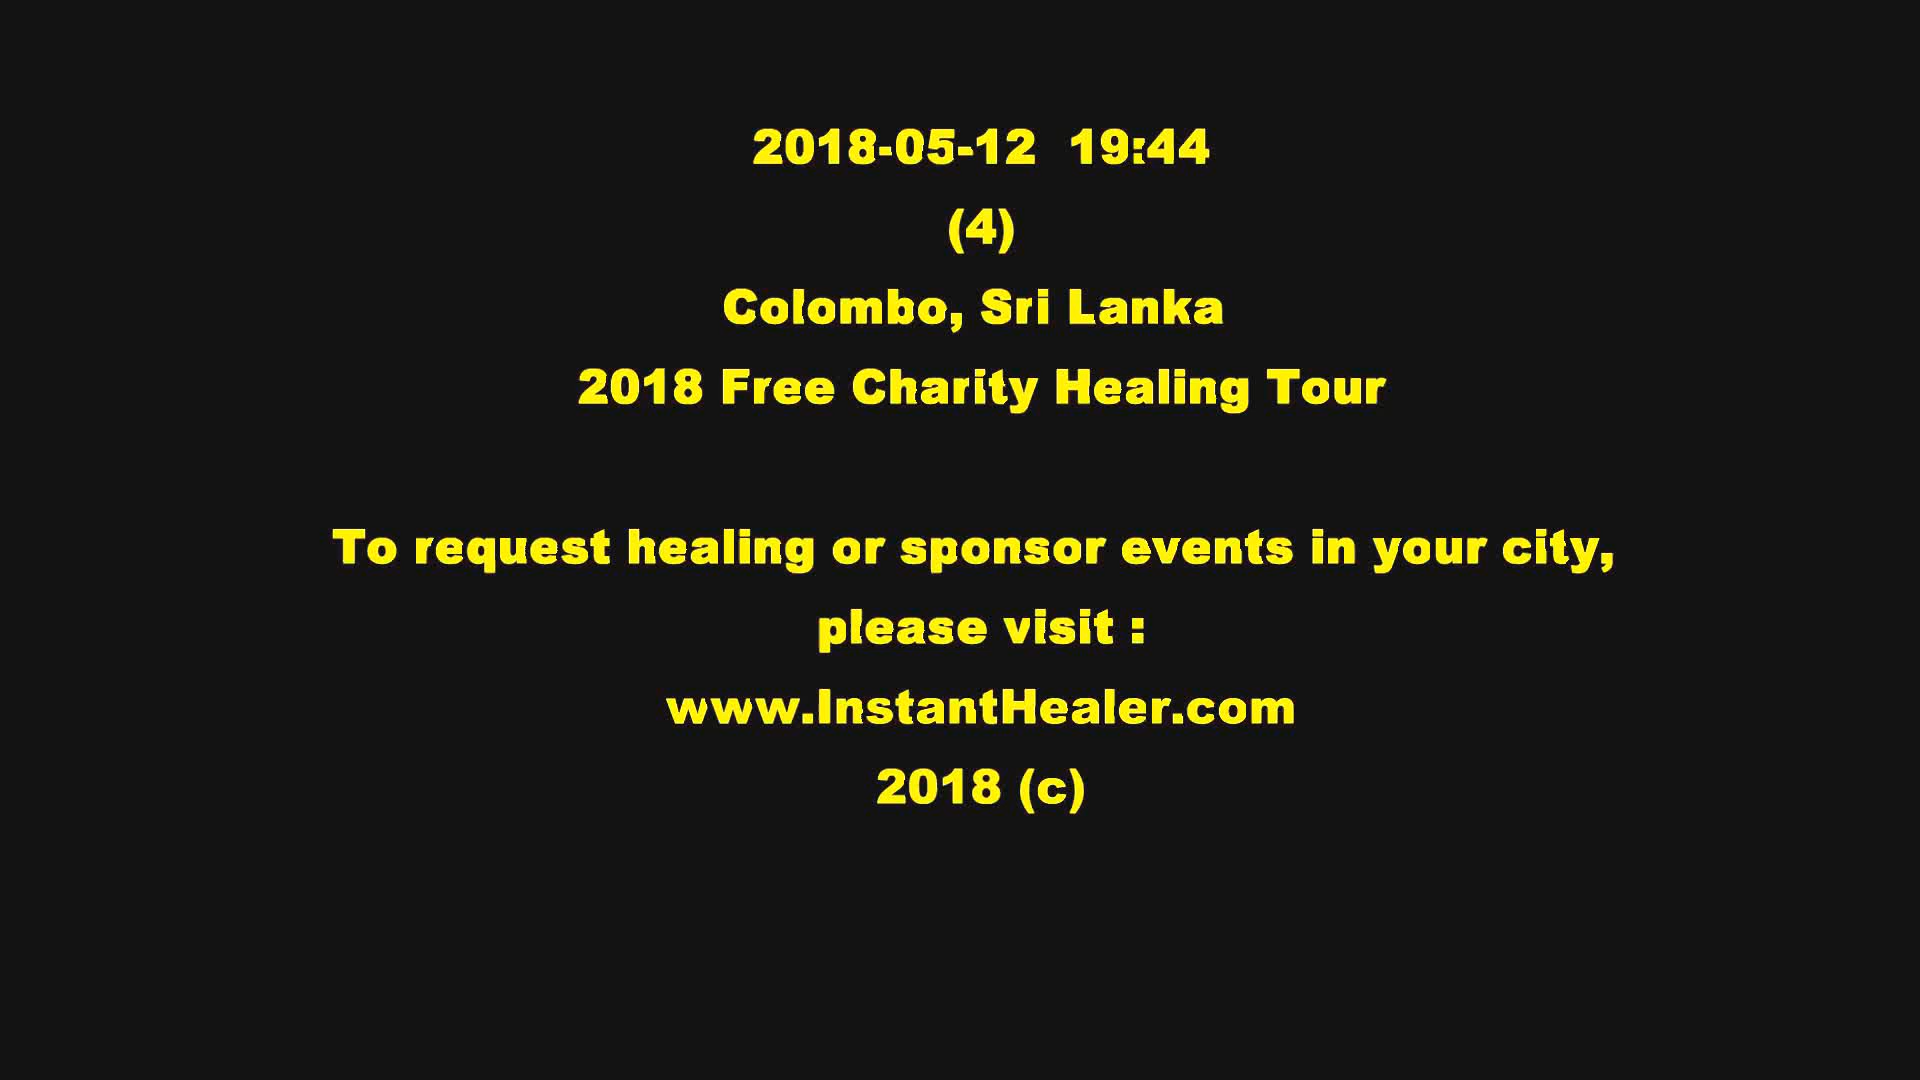 2018-05-12  19:44
(4)
Colombo, Sri Lanka
2018 Free Charity Healing Tour
To request healing or sponsor events in your city,
please visit :
www.InstantHealer.com
2018 (c)